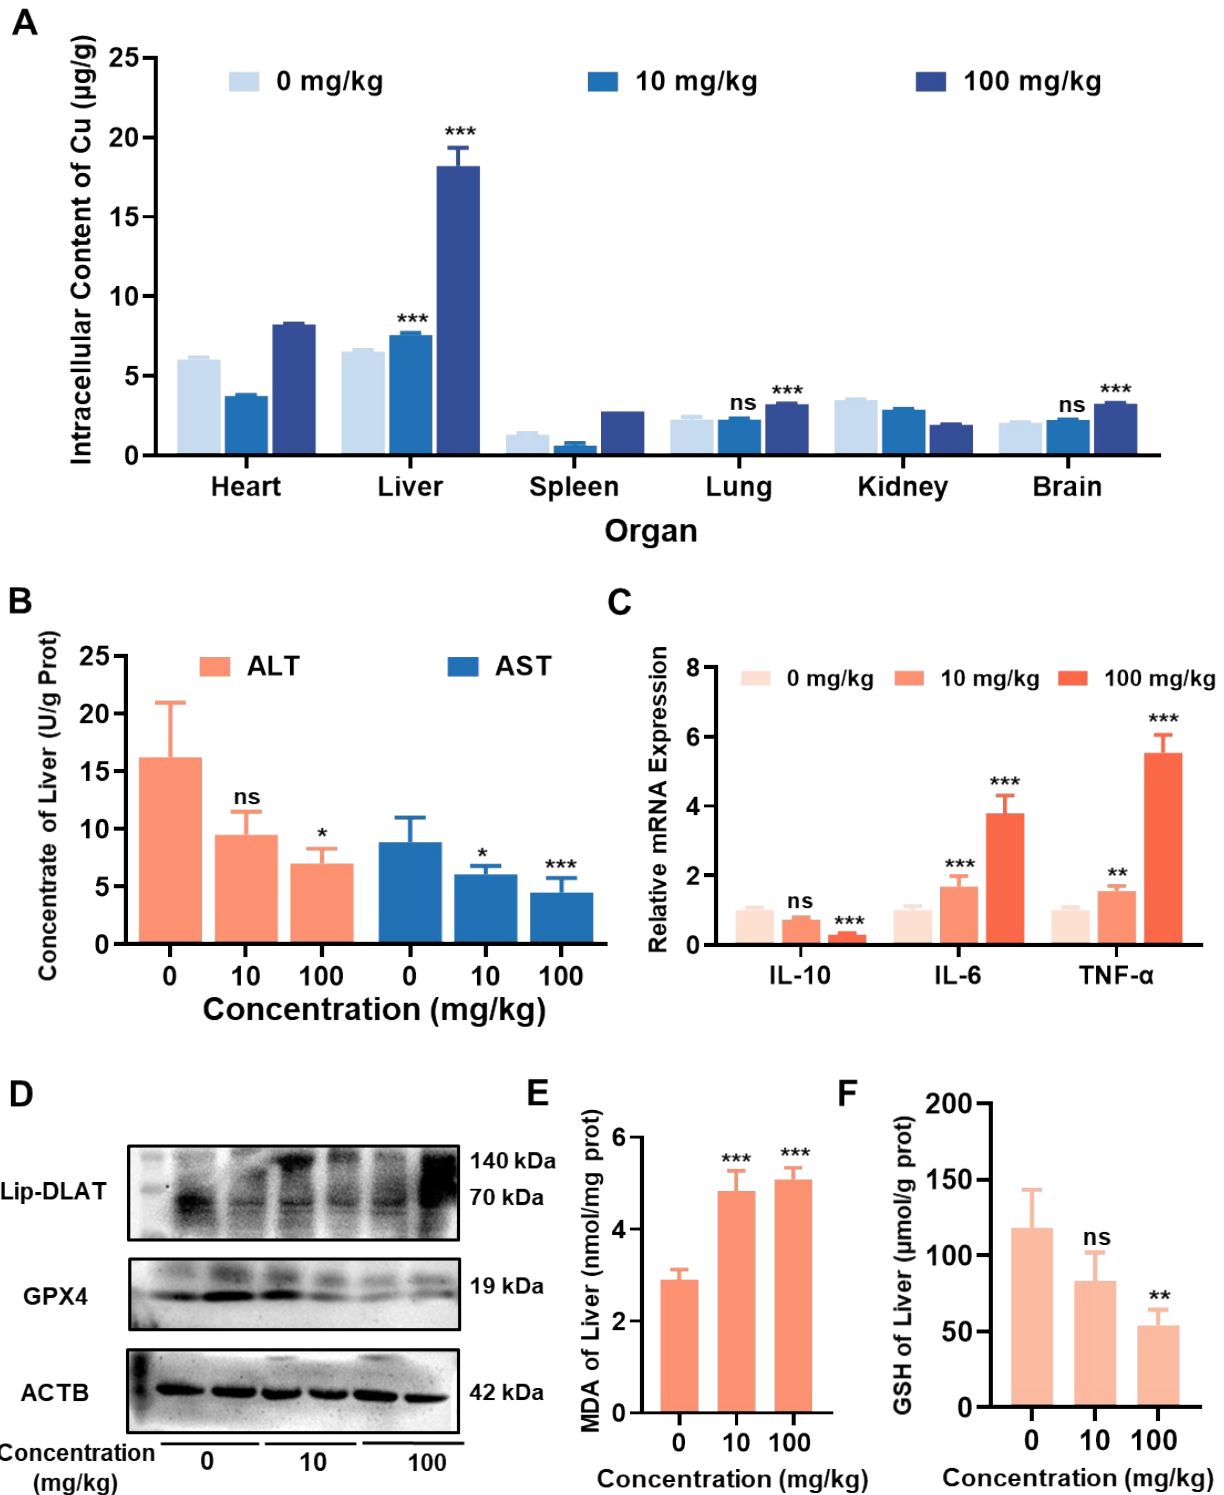 A
Intracellular Content of Cu (μg/g)
25
20
15
10
5
0
0 mg/kg
10 mg/kg
100 mg/kg
***
***
ns
***
ns
***
Heart
Liver
Spleen
Lung
Kidney
Brain
Organ
B
Concentrate of Liver (U/g Prot)
25
20
15
10
5
0
ALT
AST
ns
*
*
***
0
10
100
0
10
100
Concentration (mg/kg)
C
Relative mRNA Expression
8
6
4
2
0
0 mg/kg
10 mg/kg
100 mg/kg
ns
***
***
***
**
***
IL-10
IL-6
TNF-α
D
Lip-DLAT
140 kDa
70 kDa
GPX4
19 kDa
ACTB
42 kDa
Concentration
(mg/kg)
0
10
100
E
MDA of Liver (nmol/mg prot)
6
4
2
0
***
***
0
10
100
Concentration (mg/kg)
F
GSH of Liver (μmol/g prot)
200
150
100
50
0
ns
**
0
10
100
Concentration (mg/kg)